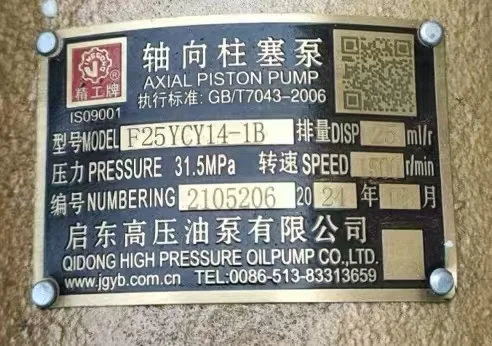 轴向柱塞泵
AXIAL PISTON PUMP
执行标准: GB/T7043-2006
精工牌 ®
ISO9001
型号MODEL F25YCY14-1B 排量DISP 25 ml/r
压力PRESSURE 31.5MPa 转速SPEED r/min
编号NUMBERING 2105206 2024年 月
启东高压油泵有限公司
QIDONG HIGH PRESSURE OILPUMP CO.,LTD.
www.jgyb.com.cn TEL:0086-513-83313659